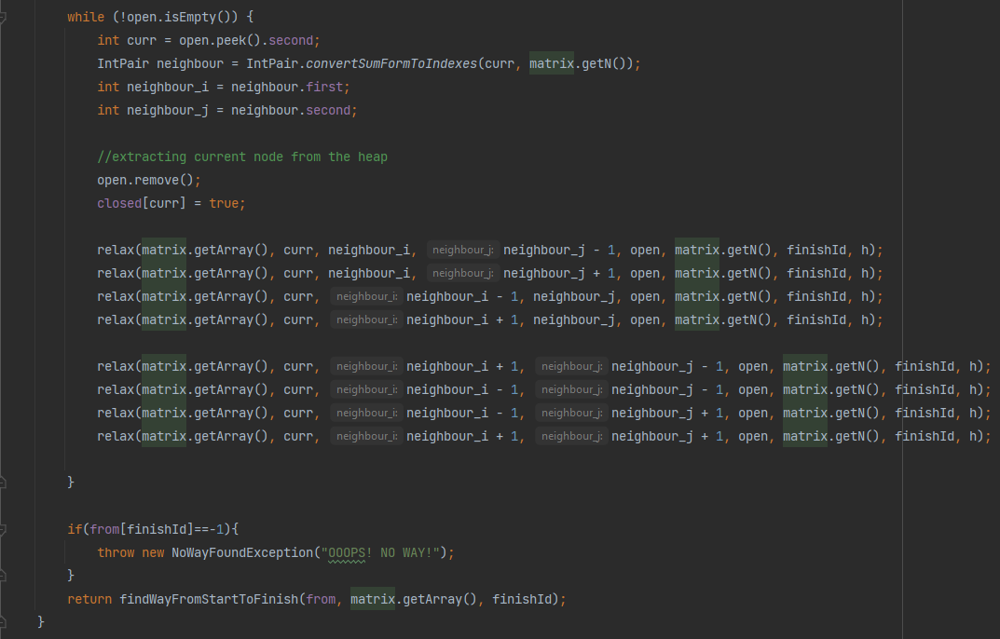 while (!open.isEmpty()) {
int curr = open.peek().second;
IntPair neighbour = IntPair.convertSumFormToIndexes(curr, matrix.getN());
int neighbour_i = neighbour.first;
int neighbour_j = neighbour.second;
//extracting current node from the heap
open.remove();
closed[curr] = true;
relax(matrix.getArray(), curr, neighbour_i, neighbour_j: neighbour_j - 1, open, matrix.getN(), finishId, h);
relax(matrix.getArray(), curr, neighbour_i, neighbour_j: neighbour_j + 1, open, matrix.getN(), finishId, h);
relax(matrix.getArray(), curr, neighbour_i: neighbour_i - 1, neighbour_j, open, matrix.getN(), finishId, h);
relax(matrix.getArray(), curr, neighbour_i: neighbour_i + 1, neighbour_j, open, matrix.getN(), finishId, h);
relax(matrix.getArray(), curr, neighbour_i: neighbour_i + 1, neighbour_j: neighbour_j - 1, open, matrix.getN(), finishId, h);
relax(matrix.getArray(), curr, neighbour_i: neighbour_i - 1, neighbour_j: neighbour_j - 1, open, matrix.getN(), finishId, h);
relax(matrix.getArray(), curr, neighbour_i: neighbour_i - 1, neighbour_j: neighbour_j + 1, open, matrix.getN(), finishId, h);
relax(matrix.getArray(), curr, neighbour_i: neighbour_i + 1, neighbour_j: neighbour_j + 1, open, matrix.getN(), finishId, h);
}
if(from[finishId]==-1){
throw new NoWayFoundException("OOOPS! NO WAY!");
}
return findWayFromStartToFinish(from, matrix.getArray(), finishId);
}